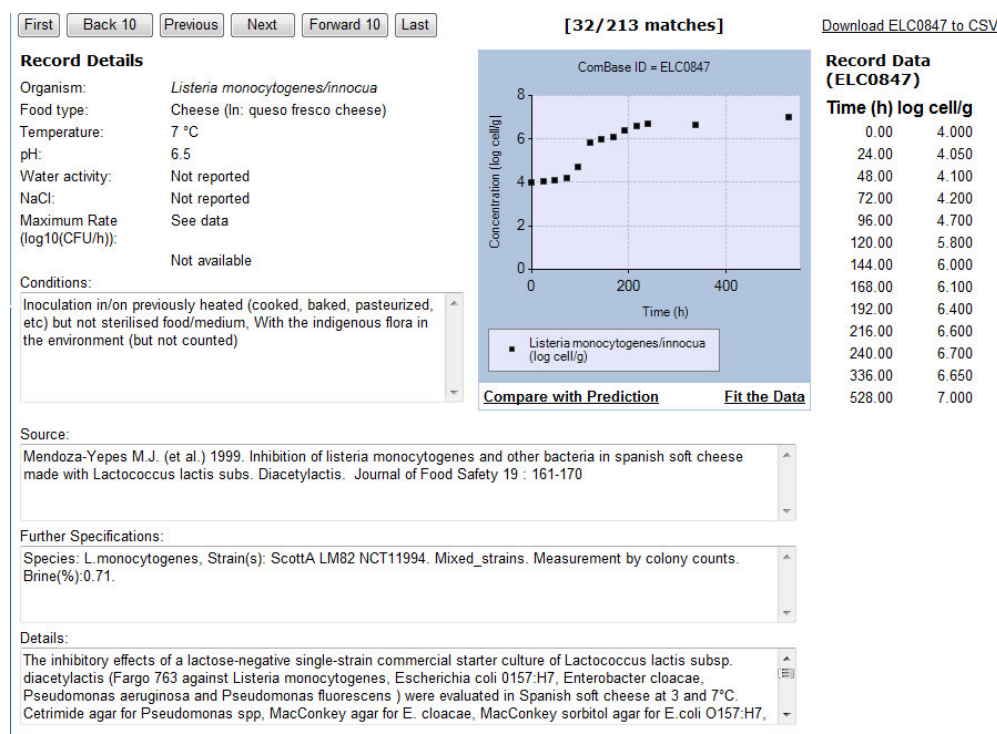 First Back 10 Previous Next Forward 10 Last [32/213 matches] Download ELC0847 to CSV
Record Details
Organism: Listeria monocytogenes/innocua
Food type: Cheese (In: queso fresco cheese)
Temperature: 7 °C
pH: 6.5
Water activity: Not reported
NaCl: Not reported
Maximum Rate (log10(CFU/h)): See data
Not available
Conditions:
Inoculation in/on previously heated (cooked, baked, pasteurized,
etc) but not sterilised food/medium, With the indigenous flora in
the environment (but not counted)
ComBase ID = ELC0847
Concentration (log cell/g)
8
6
4
2
0
0 200 400
Time (h)
Listeria monocytogenes/innocua
(log cell/g)
Compare with Prediction Fit the Data
Record Data
(ELC0847)
Time (h) log cell/g
0.00 4.000
24.00 4.050
48.00 4.100
72.00 4.200
96.00 4.700
120.00 5.800
144.00 6.000
168.00 6.100
192.00 6.400
216.00 6.600
240.00 6.700
336.00 6.650
528.00 7.000
Source:
Mendoza-Yepes M.J. (et al.) 1999. Inhibition of listeria monocytogenes and other bacteria in spanish soft cheese
made with Lactococcus lactis subs. Diacetylactis. Journal of Food Safety 19 : 161-170
Further Specifications:
Species: L.monocytogenes, Strain(s): ScottA LM82 NCT11994. Mixed_strains. Measurement by colony counts.
Brine(%):0.71.
Details:
The inhibitory effects of a lactose-negative single-strain commercial starter culture of Lactococcus lactis subsp.
diacetylactis (Fargo 763 against Listeria monocytogenes, Escherichia coli 0157:H7, Enterobacter cloacae,
Pseudomonas aeruginosa and Pseudomonas fluorescens ) were evaluated in Spanish soft cheese at 3 and 7°C.
Cetrimide agar for Pseudomonas spp, MacConkey agar for E. cloacae, MacConkey sorbitol agar for E.coli O157:H7,